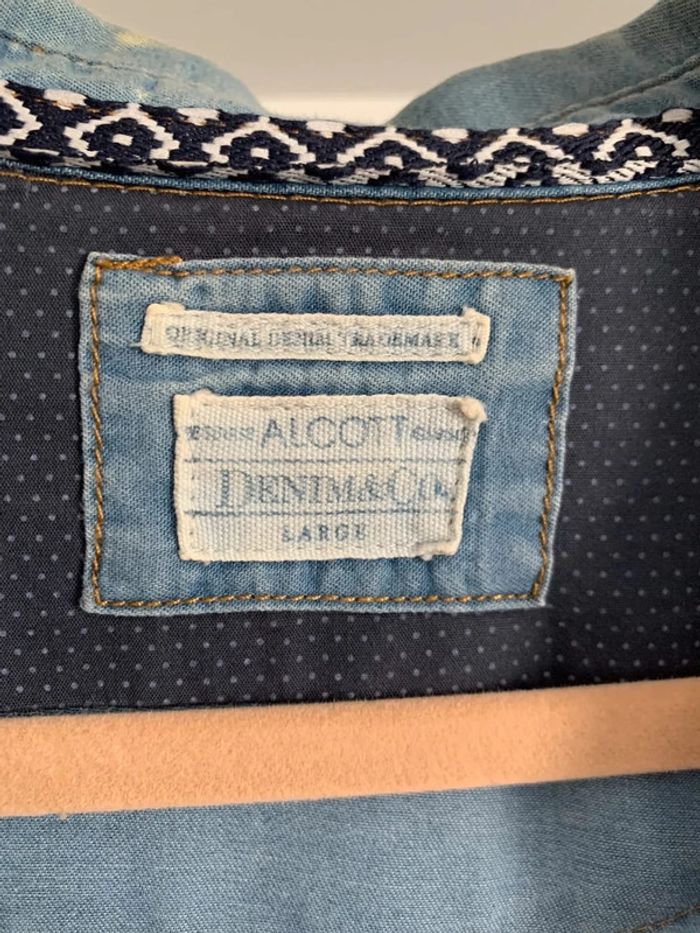 ORIGINAL DENIM TRADEMARK
ALCOTT
DENIM&CO.
LARGE